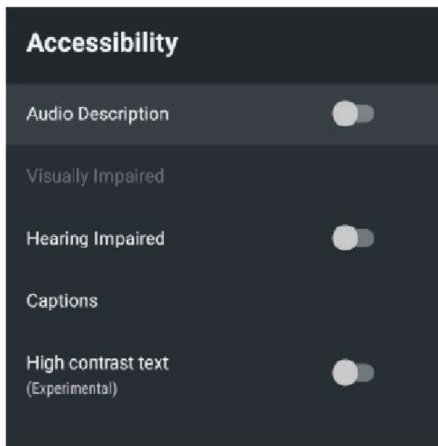 Accessibility
Audio Description
Visually Impaired
Hearing Impaired
Captions
High contrast text
(Experimental)